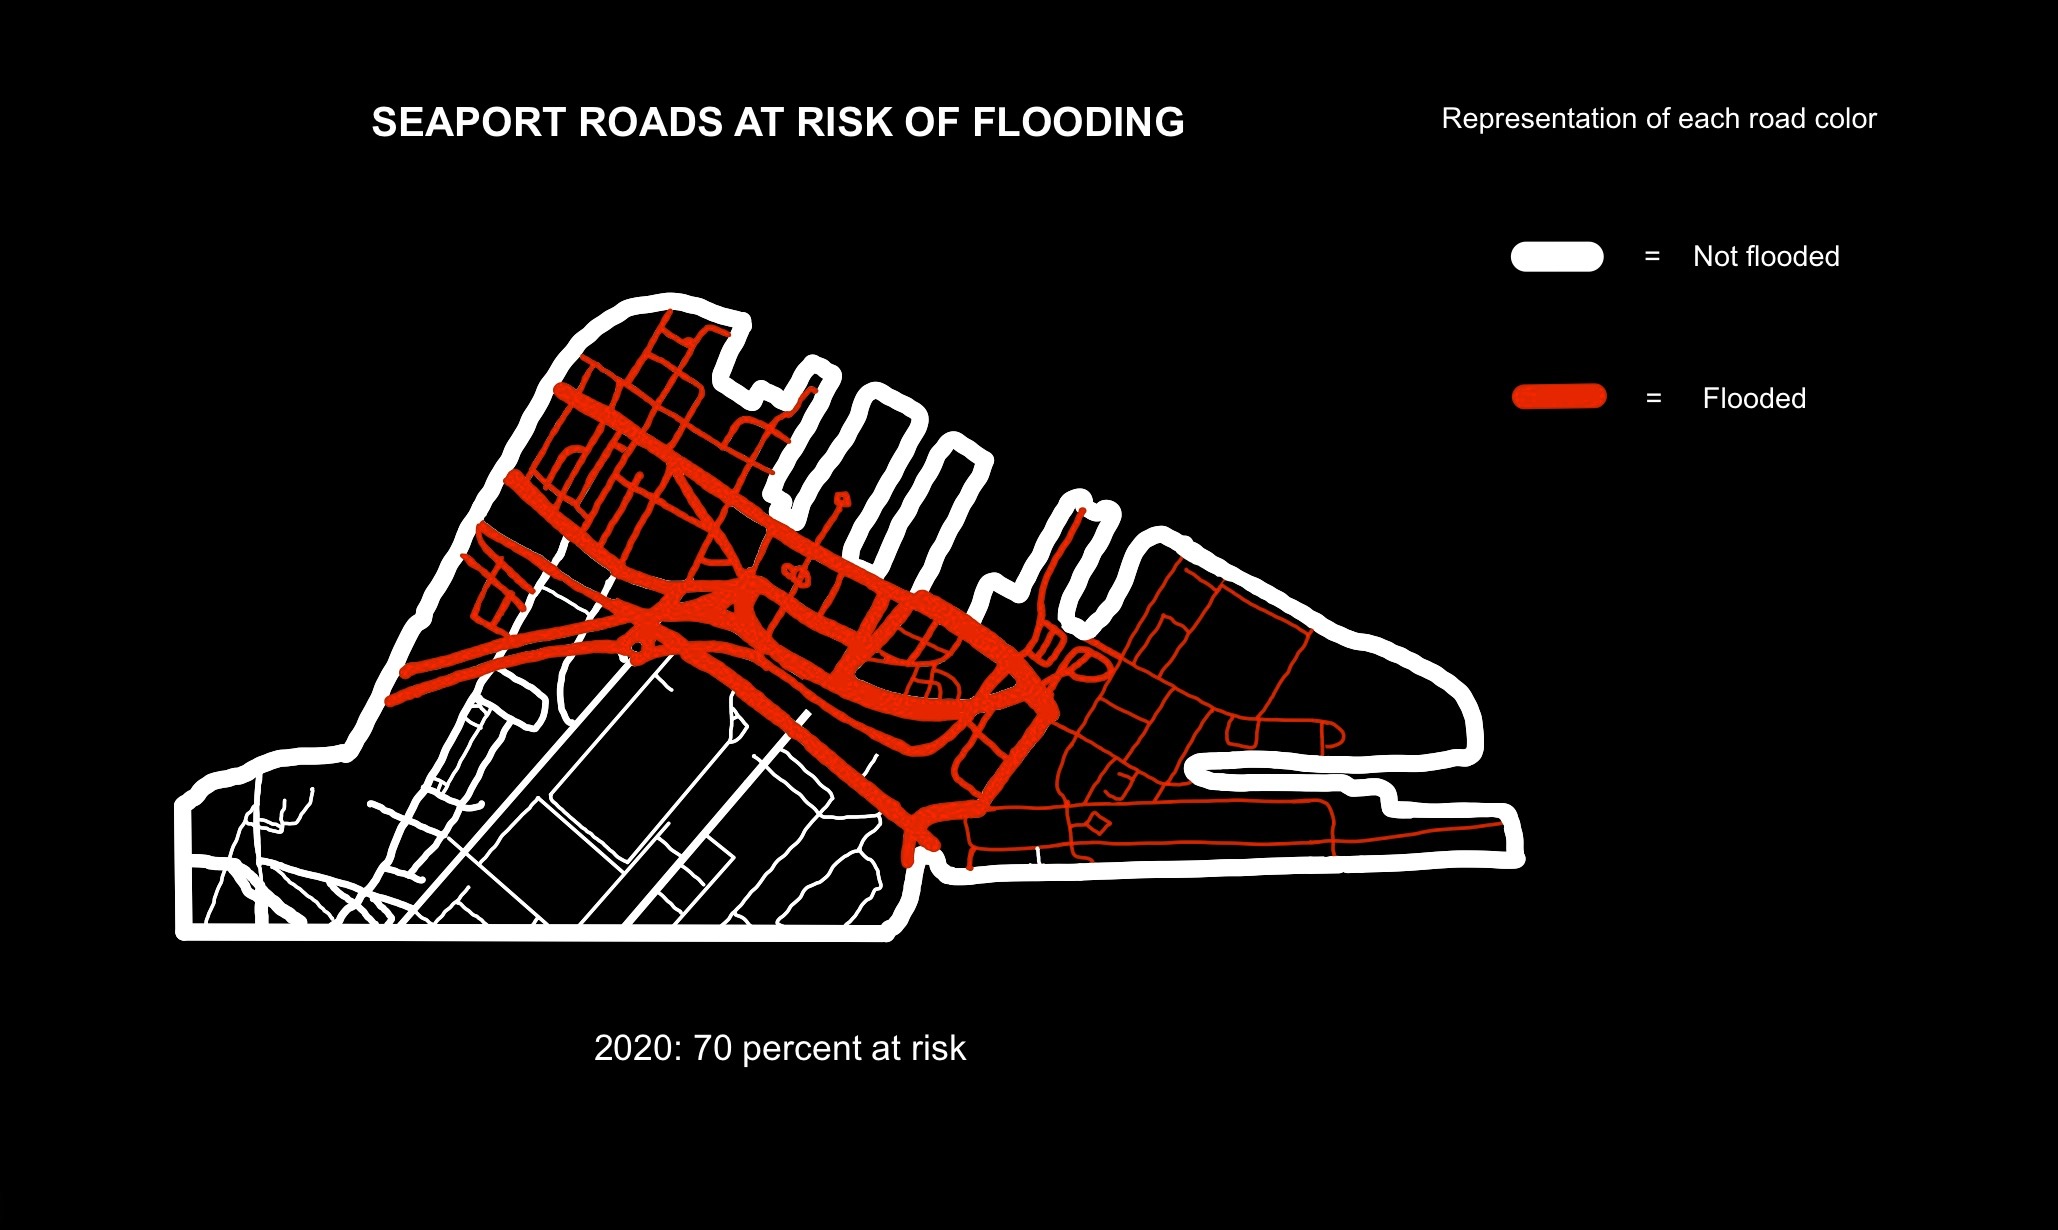 SEAPORT ROADS AT RISK OF FLOODING
Representation of each road color
= Not flooded
= Flooded
2020: 70 percent at risk